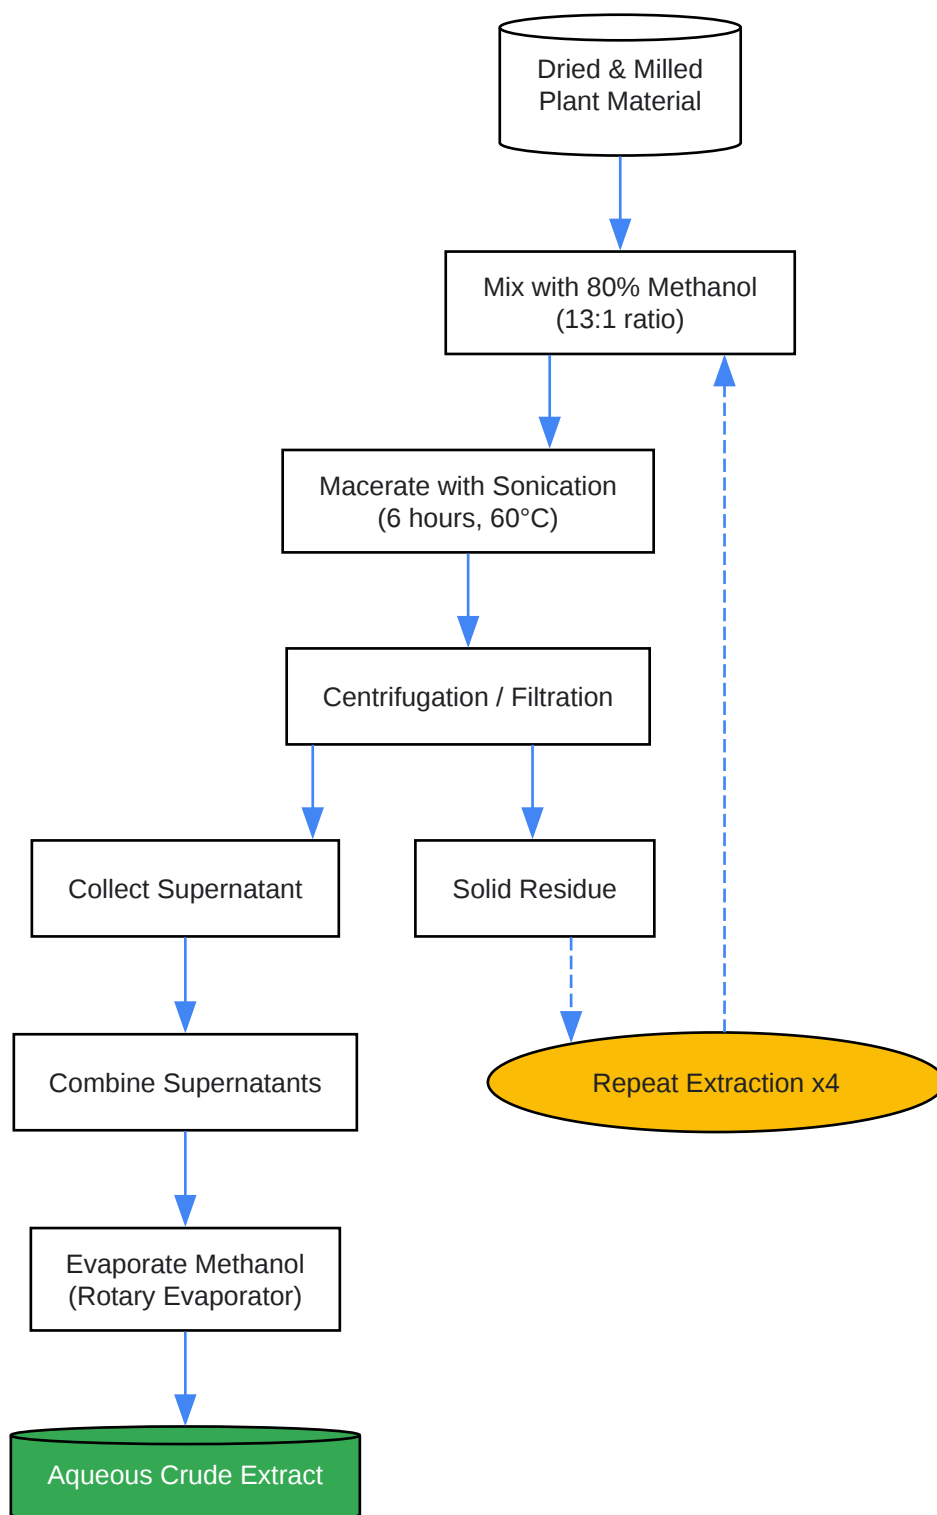 Dried & Milled
Plant Material
Mix with 80% Methanol
(13:1 ratio)
Macerate with Sonication
(6 hours, 60°C)
Centrifugation / Filtration
Collect Supernatant
Solid Residue
Combine Supernatants
Repeat Extraction x4
Evaporate Methanol
(Rotary Evaporator)
Aqueous Crude Extract